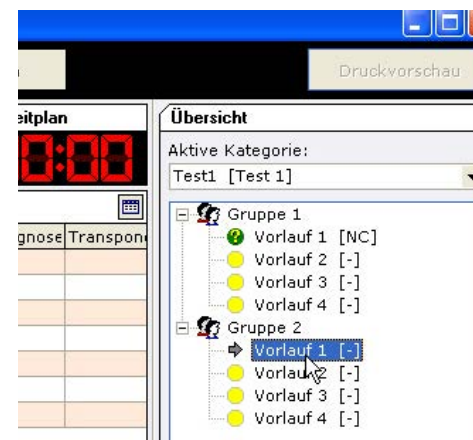 Druckvorschau
eitplan
Übersicht
:00
Aktive Kategorie:
Test1 [Test 1]
gnose Transpon
Gruppe 1
Vorlauf 1 [NC]
Vorlauf 2 [-]
Vorlauf 3 [-]
Vorlauf 4 [-]
Gruppe 2
Vorlauf 1 [-]
Vorlauf 2 [-]
Vorlauf 3 [-]
Vorlauf 4 [-]